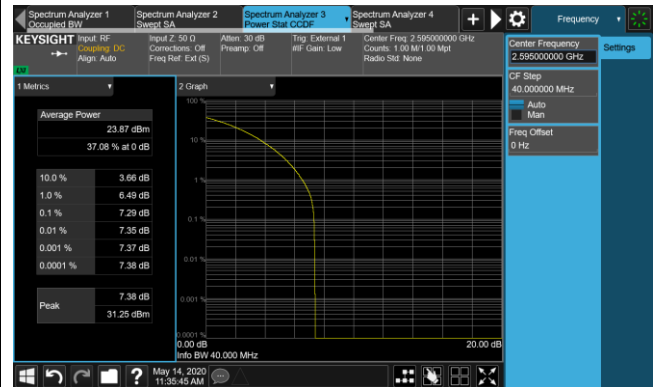 Spectrum Analyzer 1
Occupied BW
Spectrum Analyzer 2
Swept SA
Spectrum Analyzer 3
Power Stat CCDF
Spectrum Analyzer 4
Swept SA
Frequency
KEYSIGHT
Input: RF
Coupling: DC
Align: Auto
Input Z: 50 Ω
Corrections: Off
Freq Ref: Ext (S)
Atten: 30 dB
Preamp: Off
Trig: External 1
#IF Gain: Low
Center Freq: 2.595000000 GHz
Counts: 1.00 M/1.00 Mpt
Radio Std: None
LXI
Center Frequency
2.595000000 GHz
Settings
CF Step
40.000000 MHz
Auto
Man
Freq Offset
0 Hz
1 Metrics
2 Graph
Average Power
23.87 dBm
37.08 % at 0 dB
10.0 % 3.66 dB
1.0 % 6.49 dB
0.1 % 7.29 dB
0.01 % 7.35 dB
0.001 % 7.37 dB
0.0001 % 7.38 dB
Peak
7.38 dB
31.25 dBm
100 %
10 %
1 %
0.1 %
0.01 %
0.001 %
0.0001 %
0.00 dB
20.00 dB
Info BW 40.000 MHz
?
May 14, 2020
11:35:45 AM